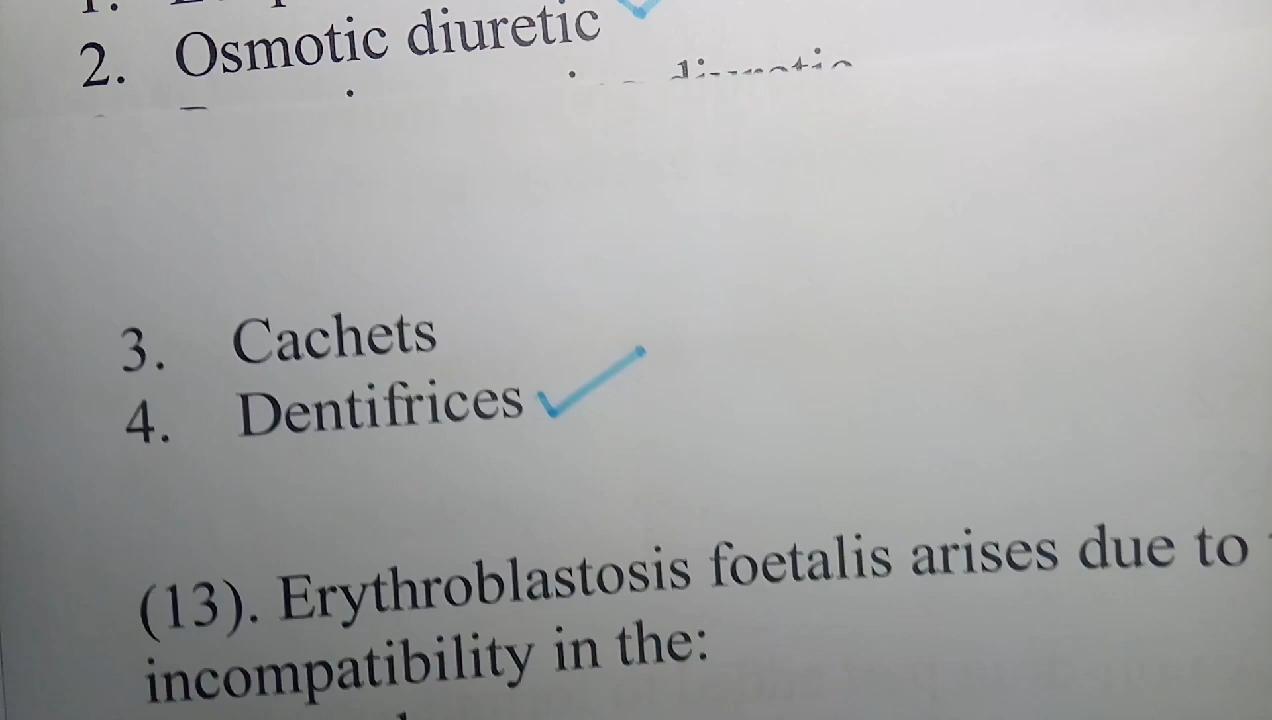 2. Osmotic diuretic
3. Cachets
4. Dentifrices
(13). Erythroblastosis foetalis arises due to
incompatibility in the: